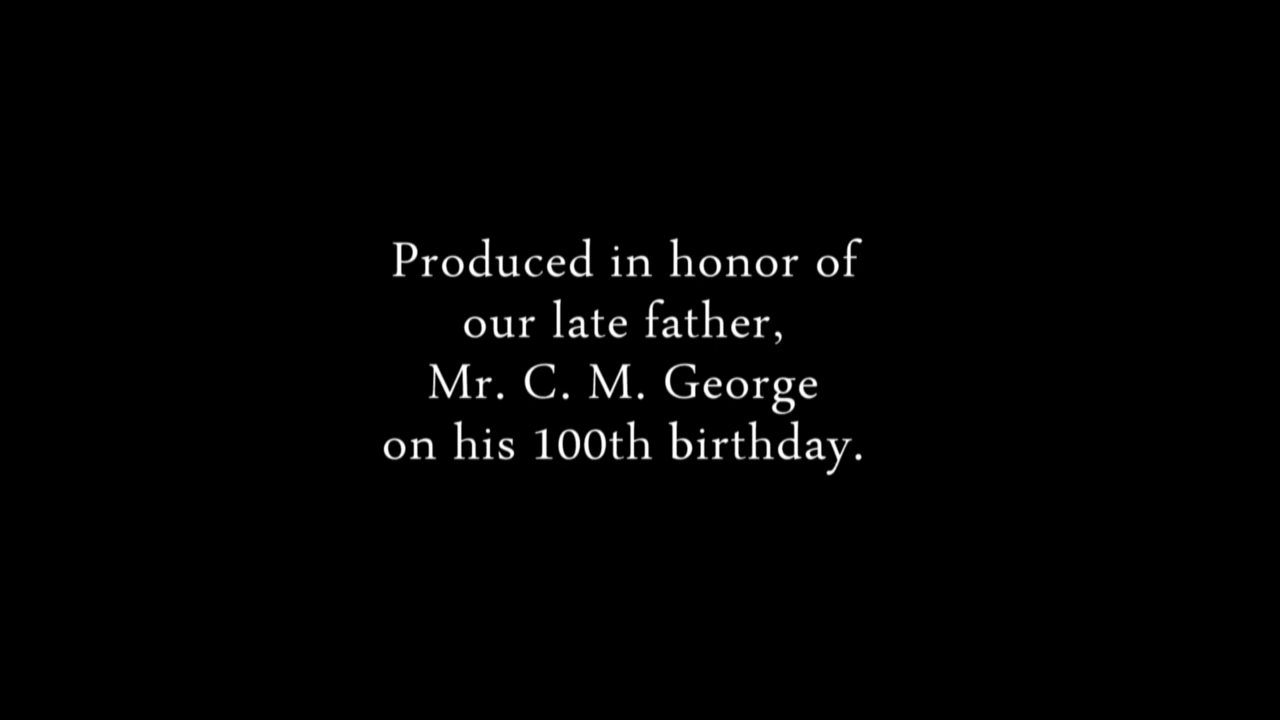 Produced in honor of
our late father,
Mr. C. M. George
on his 100th birthday.